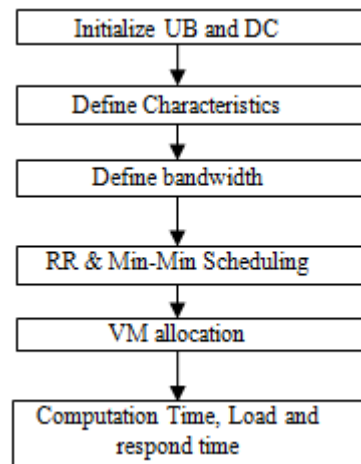 Initialize UB and DC
Define Characteristics
Define bandwidth
RR & Min-Min Scheduling
VM allocation
Computation Time, Load and
respond time